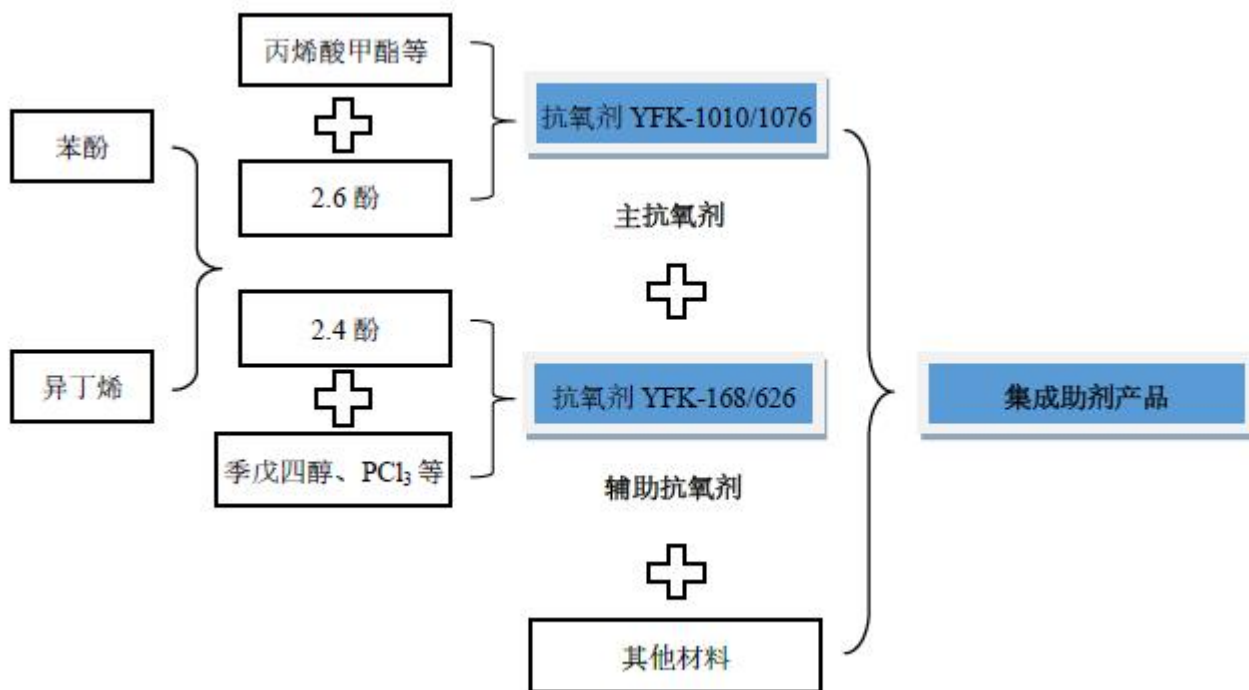 丙烯酸甲酯等
抗氧剂 YFK-1010/1076
苯酚
2.6 酚
主抗氧剂
2.4 酚
异丁烯
抗氧剂 YFK-168/626
集成助剂产品
季戊四醇、PCl₃ 等
辅助抗氧剂
其他材料